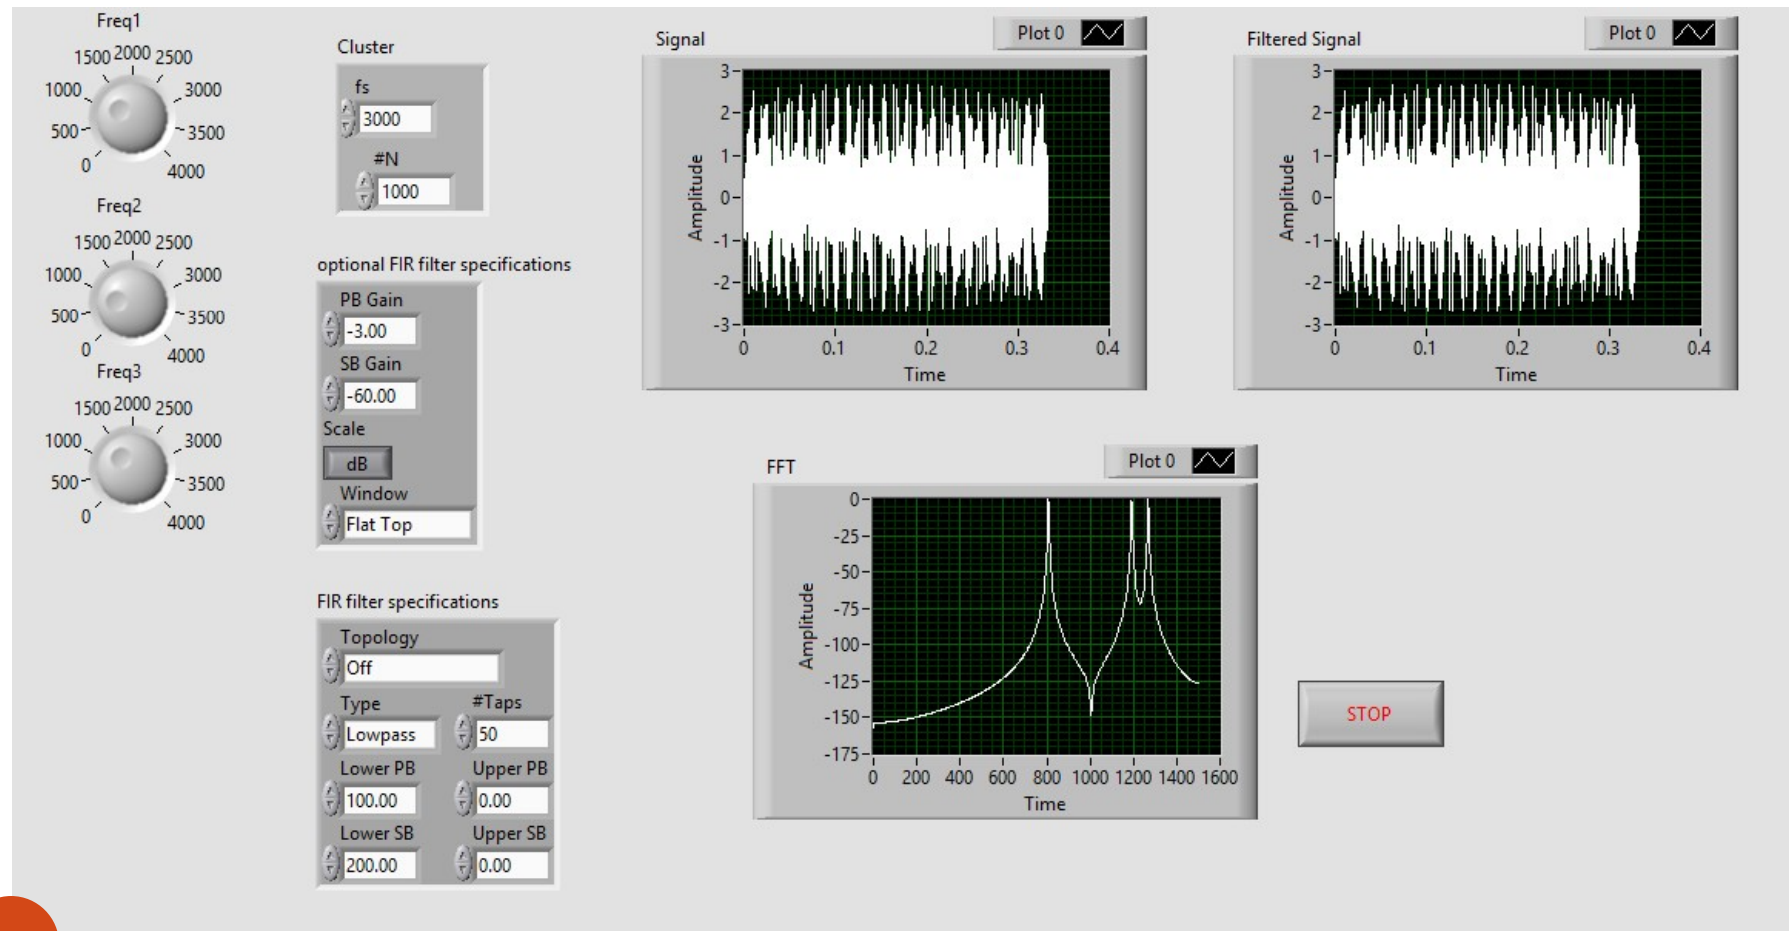 Freq1
1500 2000 2500
1000 3000
500 3500
0 4000
Freq2
1500 2000 2500
1000 3000
500 3500
0 4000
Freq3
1500 2000 2500
1000 3000
500 3500
0 4000
Cluster
fs
3000
#N
1000
optional FIR filter specifications
PB Gain
-3.00
SB Gain
-60.00
Scale
dB
Window
Flat Top
FIR filter specifications
Topology
Off
Type #Taps
Lowpass 50
Lower PB Upper PB
100.00 0.00
Lower SB Upper SB
200.00 0.00
Signal Plot 0
Amplitude
3
2
1
0
-1
-2
-3
0 0.1 0.2 0.3 0.4
Time
Filtered Signal Plot 0
Amplitude
3
2
1
0
-1
-2
-3
0 0.1 0.2 0.3 0.4
Time
FFT Plot 0
Amplitude
0
-25
-50
-75
-100
-125
-150
-175
0 200 400 600 800 1000 1200 1400 1600
Time
STOP